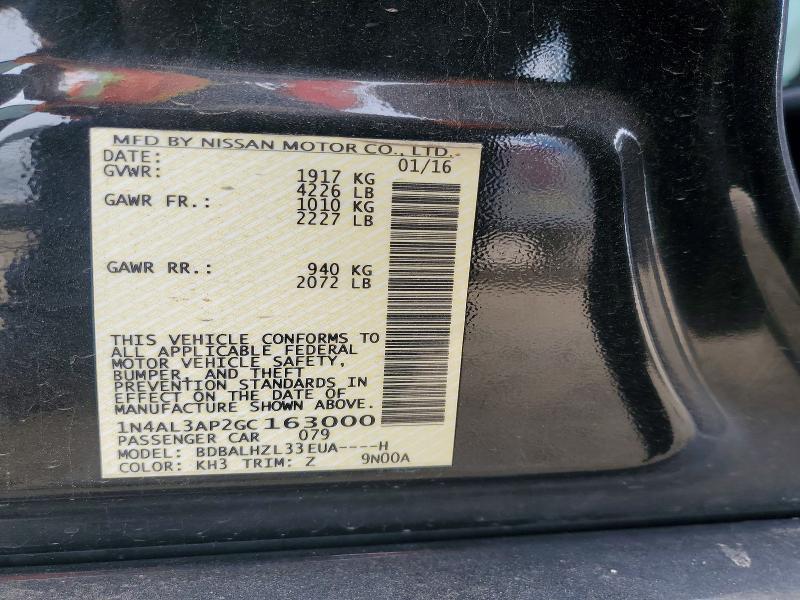 MFD BY NISSAN MOTOR CO., LTD.
DATE: 01/16
GVWR: 1917 KG
4226 LB
GAWR FR.: 1010 KG
2227 LB
GAWR RR.: 940 KG
2072 LB
THIS VEHICLE CONFORMS TO
ALL APPLICABLE FEDERAL
MOTOR VEHICLE SAFETY,
BUMPER, AND THEFT
PREVENTION STANDARDS IN
EFFECT ON THE DATE OF
MANUFACTURE SHOWN ABOVE.
1N4AL3AP2GC163000
PASSENGER CAR 079
MODEL: BDBALHZL33EUA----H
COLOR: KH3 TRIM: Z 9N00A